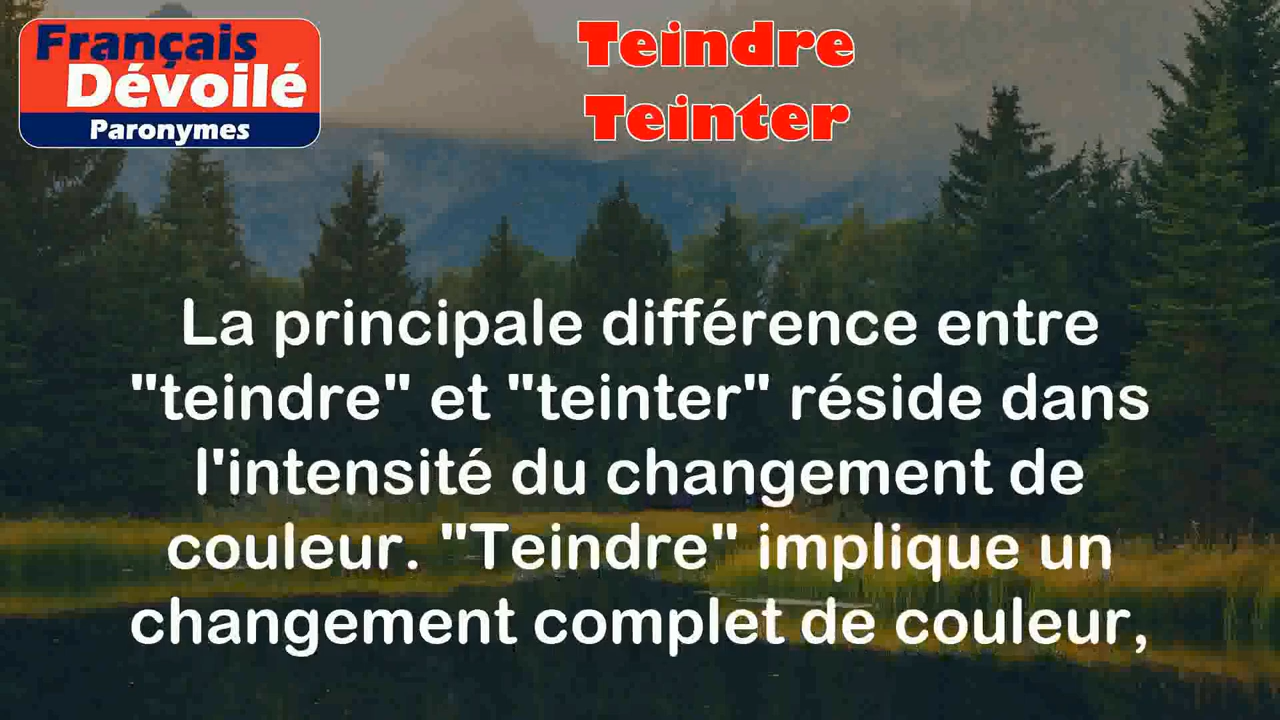 Français
Dévoilé
Paronymes
Teindre
Teinter
La principale différence entre
"teindre" et "teinter" réside dans
l'intensité du changement de
couleur. "Teindre" implique un
changement complet de couleur,